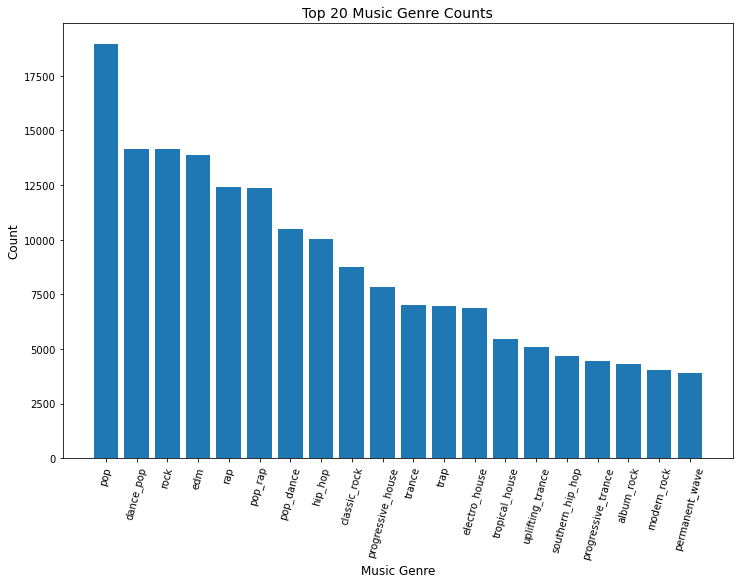 Top 20 Music Genre Counts
17500
15000
12500
10000
7500
5000
2500
0
Count
pop
dance_pop
rock
edm
rap
pop_rap
pop_dance
hip_hop
classic_rock
progressive_house
trance
trap
electro_house
tropical_house
uplifting_trance
southern_hip_hop
progressive_trance
album_rock
modern_rock
permanent_wave
Music Genre